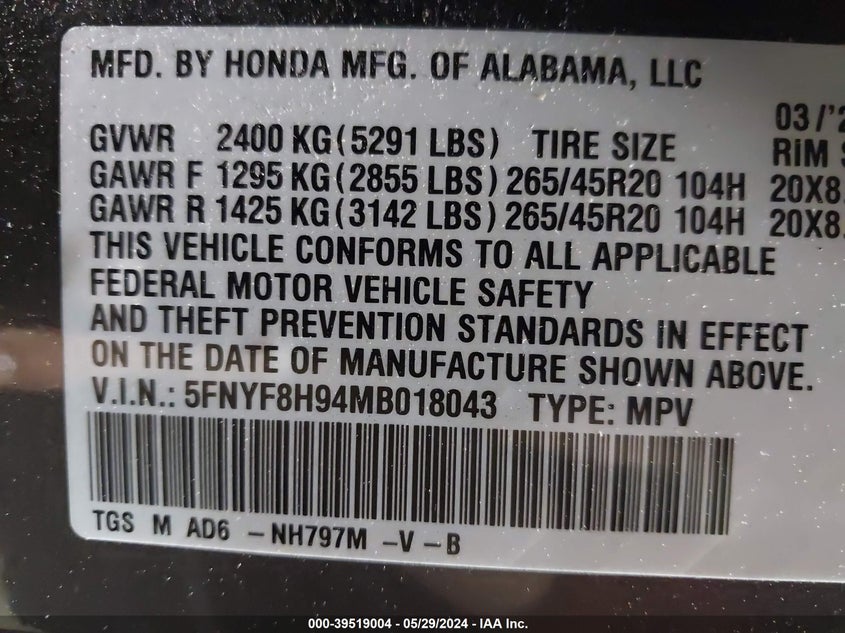 MFD. BY HONDA MFG. OF ALABAMA, LLC
03/'2
GVWR 2400 KG(5291 LBS) TIRE SIZE RIM
GAWR F 1295 KG(2855 LBS) 265/45R20 104H 20X8.
GAWR R 1425 KG(3142 LBS) 265/45R20 104H 20X8.
THIS VEHICLE CONFORMS TO ALL APPLICABLE
FEDERAL MOTOR VEHICLE SAFETY
AND THEFT PREVENTION STANDARDS IN EFFECT
ON THE DATE OF MANUFACTURE SHOWN ABOVE.
V.I.N.: 5FNYF8H94MB018043 TYPE: MPV
TGS M AD6 -NH797M -V -B
000-39519004 - 05/29/2024 - IAA Inc.